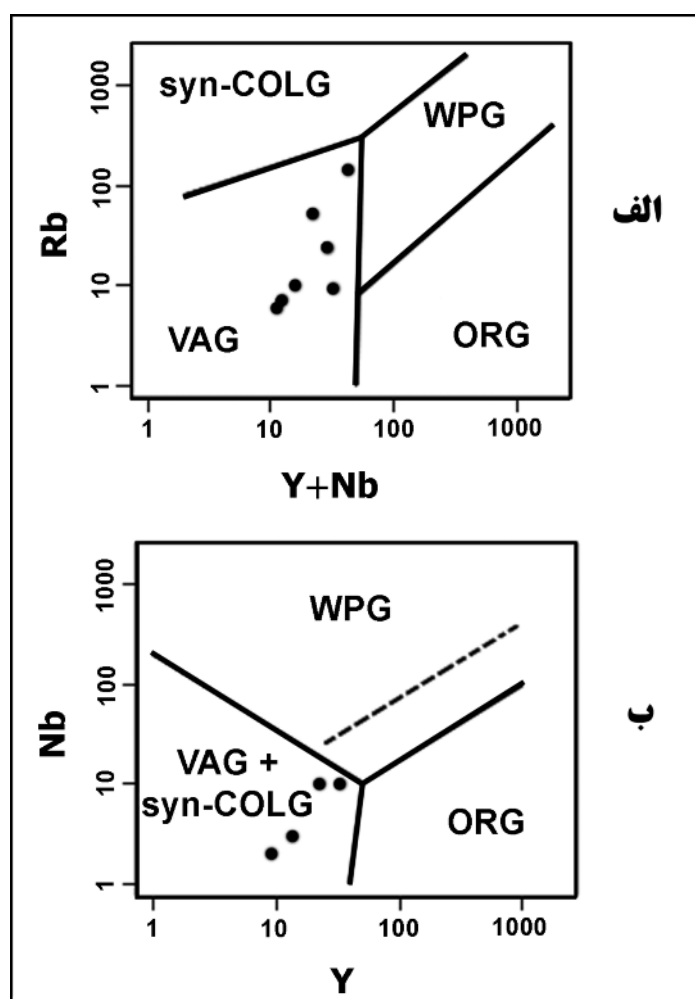 syn-COLG
WPG
VAG
ORG
1000
100
10
1
Rb
1 10 100 1000
Y+Nb
الف
WPG
VAG +
syn-COLG
ORG
1000
100
10
1
Nb
1 10 100 1000
Y
ب